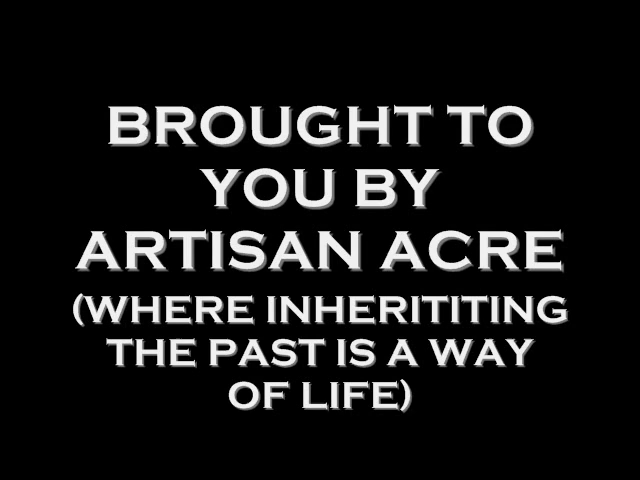 BROUGHT TO
YOU BY
ARTISAN ACRE
(WHERE INHERITITING
THE PAST IS A WAY
OF LIFE)